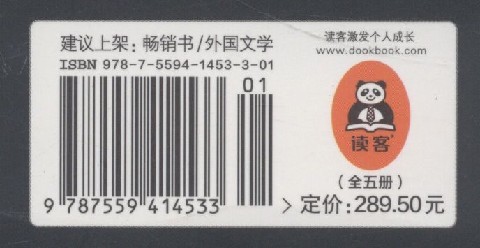 建议上架：畅销书/外国文学
ISBN 978-7-5594-1453-3-01
01
9 787559 414533
读客激发个人成长
www.dookbook.com
读客
（全五册）
> 定价：289.50元